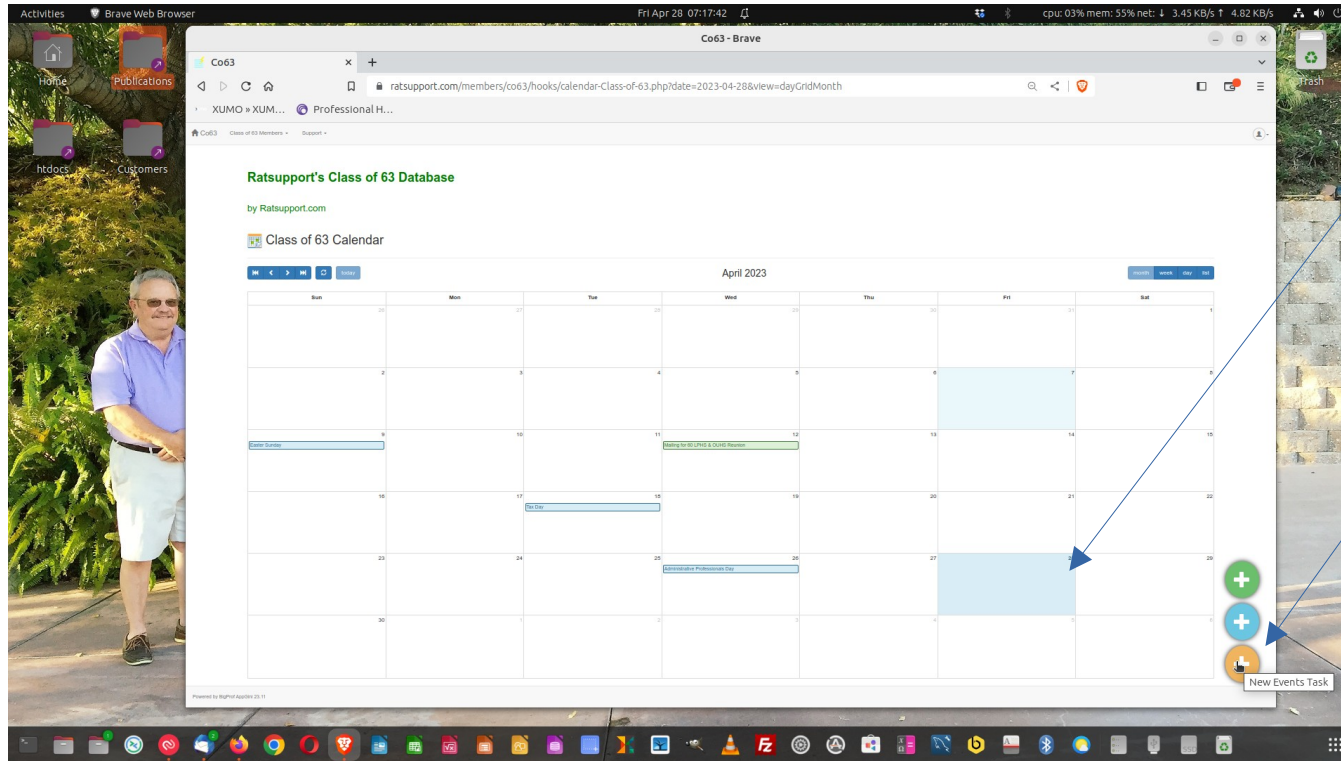 Activities Brave Web Browser Fri Apr 28 07:17:42 cpu: 03% mem: 55% net: ↓ 3.45 KB/s ↑ 4.82 KB/s
Co63 - Brave
Home Publications Trash
Co63 × +
ratsupport.com/members/co63/hooks/calendar-Class-of-63.php?date=2023-04-28&view=dayGridMonth
XUMO » XUM... Professional H...
Co63 Class of 63 Members Support
htdocs Customers
Ratsupport's Class of 63 Database
by Ratsupport.com
Class of 63 Calendar
today April 2023 month week day list
Sun Mon Tue Wed Thu Fri Sat
26 27 28 29 30 31 1
2 3 4 5 6 7 8
9 10 11 12 13 14 15
Easter Sunday Mailing for 60 LPHS & OUHS Reunion
16 17 18 19 20 21 22
Tax Day
23 24 25 26 27 28 29
Administrative Professionals Day
30 1 2 3 4 5 6
New Events Task
Powered by BigProf AppGini 23.11